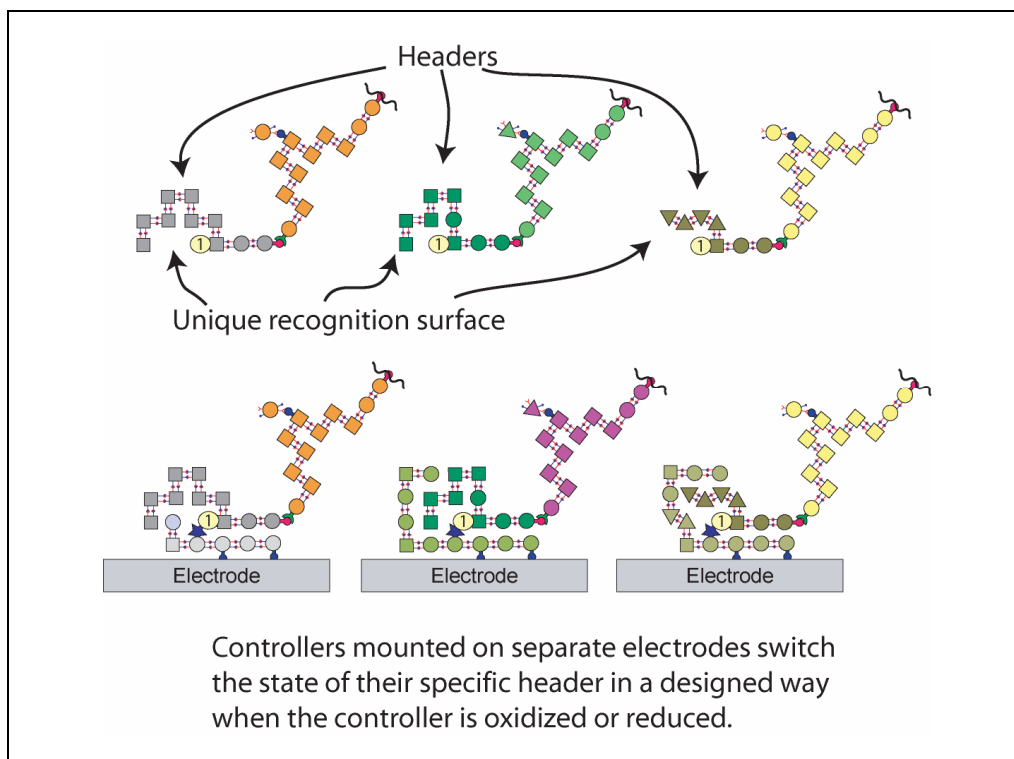 Headers
1
1
1
Unique recognition surface
1
1
1
Electrode
Electrode
Electrode
Controllers mounted on separate electrodes switch
the state of their specific header in a designed way
when the controller is oxidized or reduced.